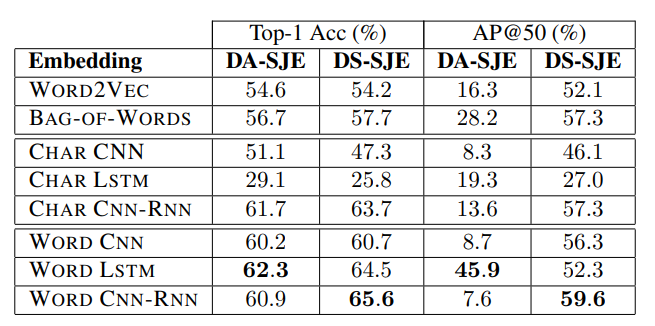 Top-1 Acc (%) AP@50 (%)
Embedding DA-SJE DS-SJE DA-SJE DS-SJE
WORD2VEC 54.6 54.2 16.3 52.1
BAG-OF-WORDS 56.7 57.7 28.2 57.3
CHAR CNN 51.1 47.3 8.3 46.1
CHAR LSTM 29.1 25.8 19.3 27.0
CHAR CNN-RNN 61.7 63.7 13.6 57.3
WORD CNN 60.2 60.7 8.7 56.3
WORD LSTM 62.3 64.5 45.9 52.3
WORD CNN-RNN 60.9 65.6 7.6 59.6